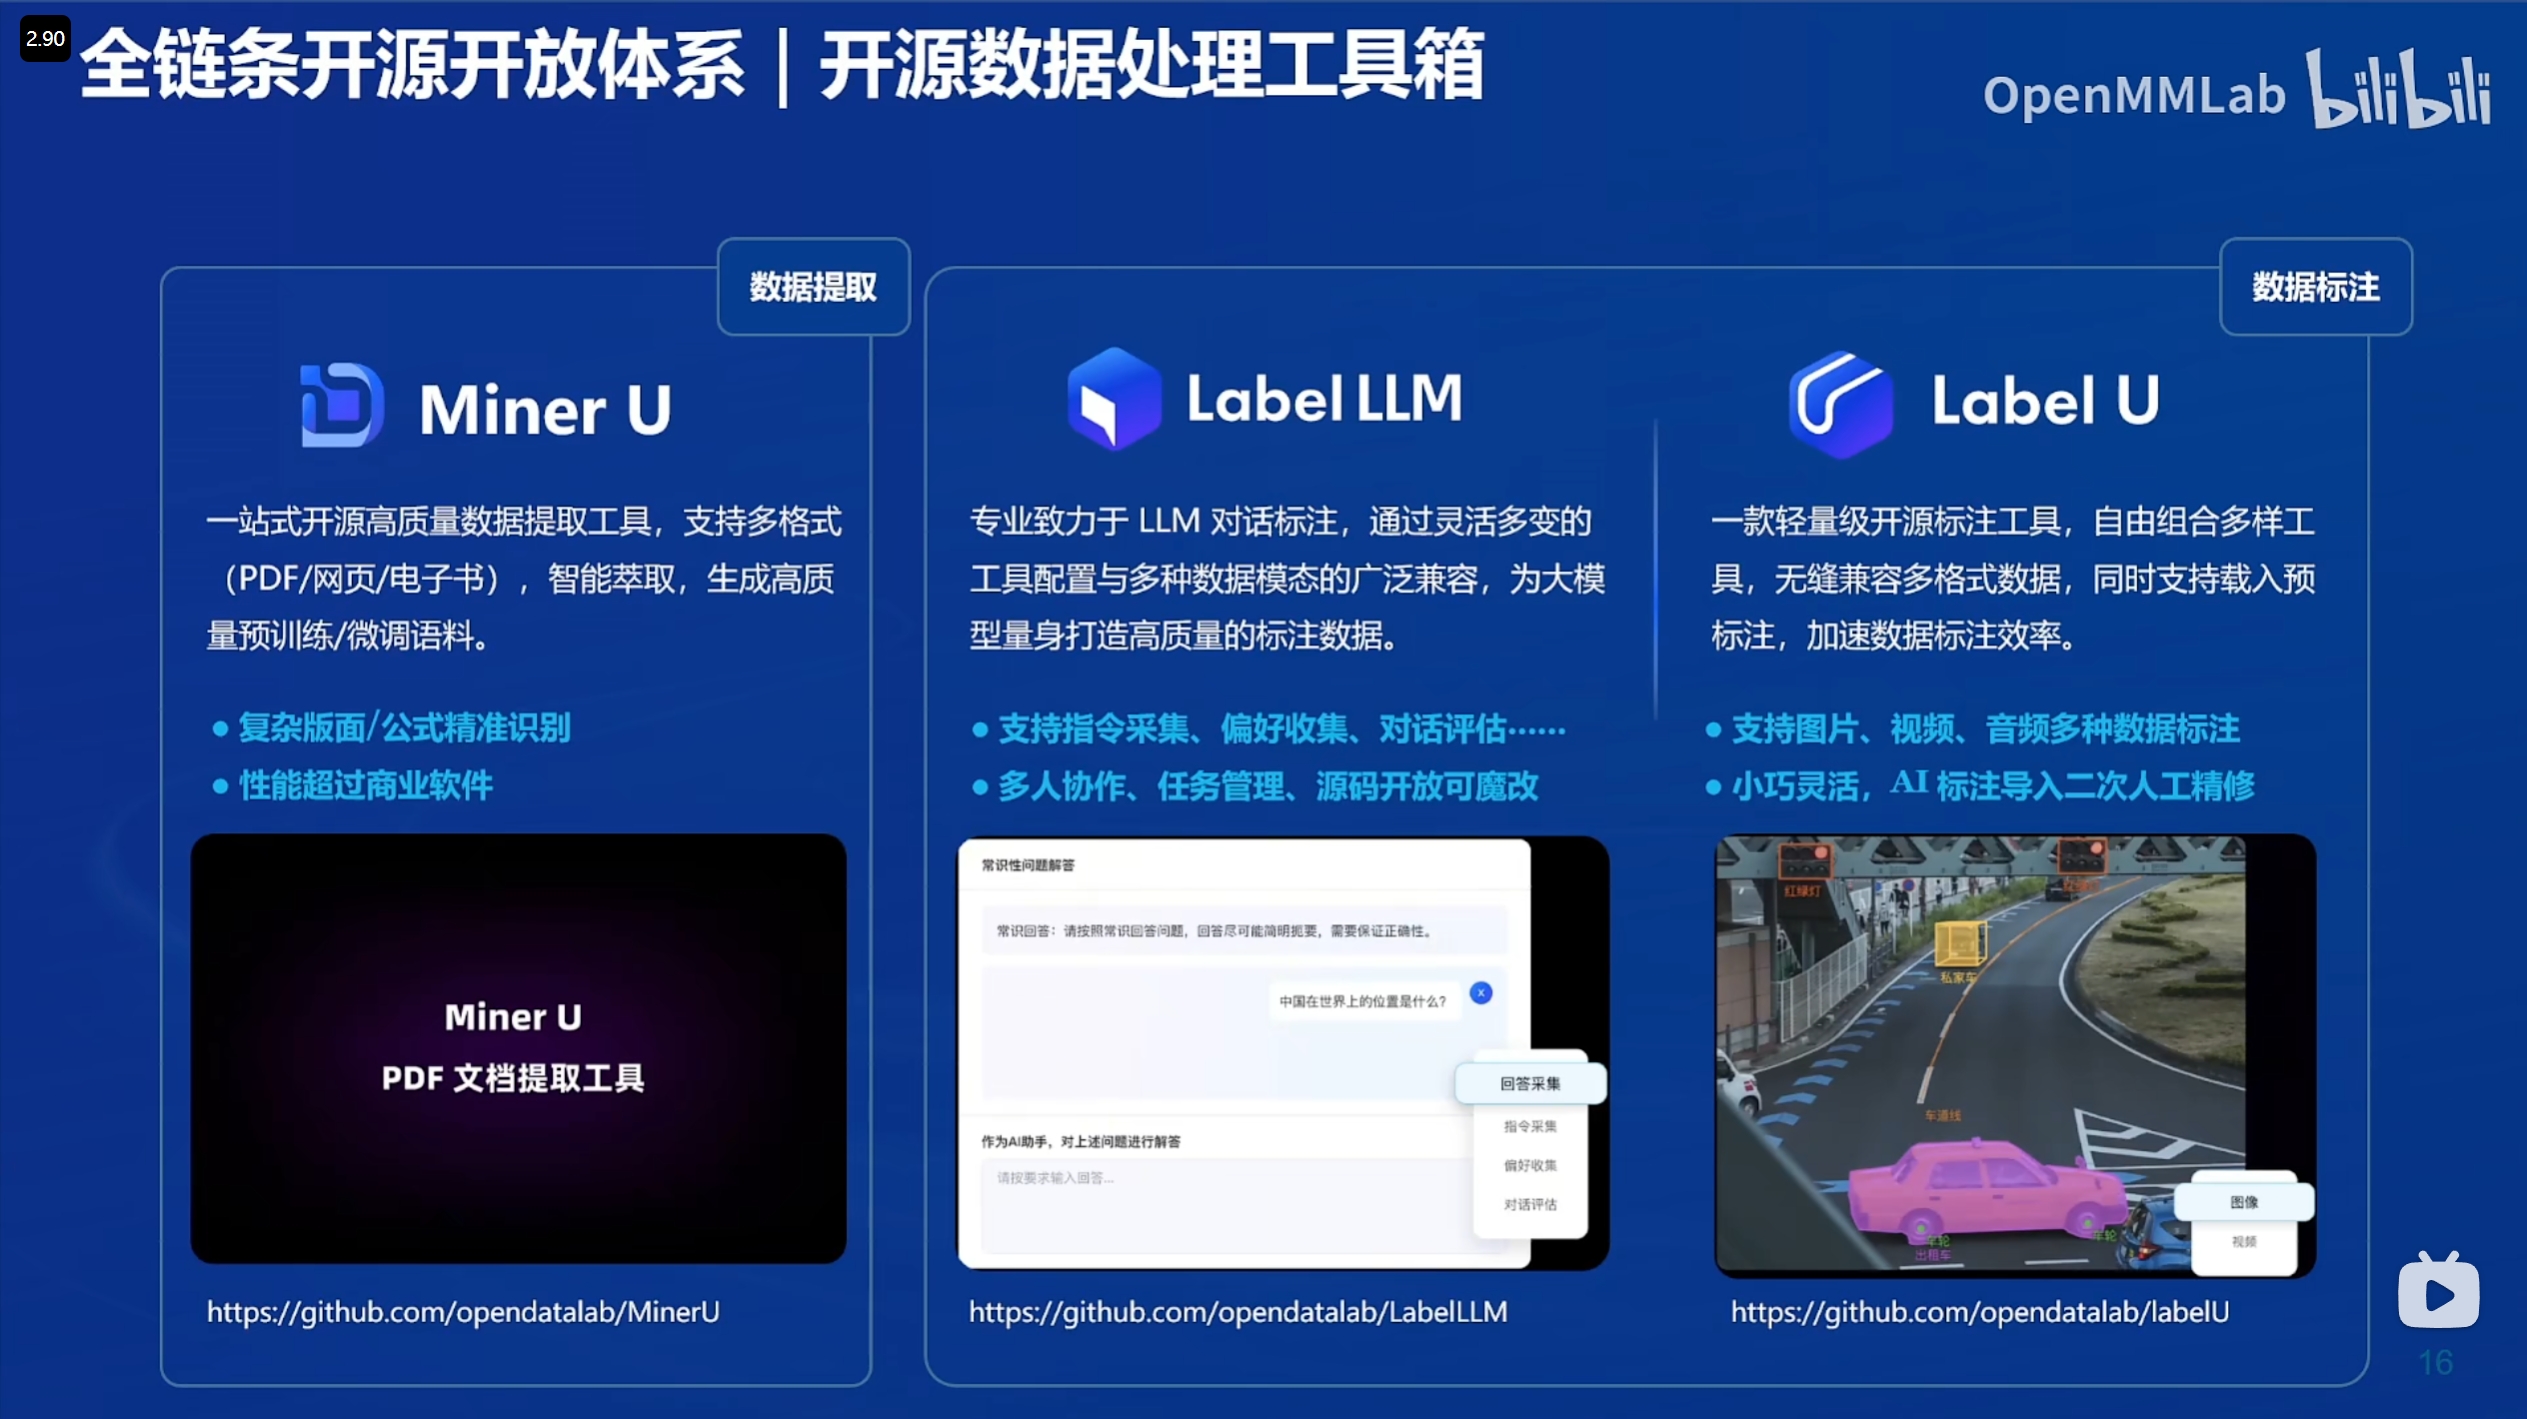 2.90
全链条开源开放体系 | 开源数据处理工具箱
OpenMMLab bilibili
数据提取
Miner U
一站式开源高质量数据提取工具，支持多格式
（PDF/网页/电子书），智能萃取，生成高质
量预训练/微调语料。
● 复杂版面/公式精准识别
● 性能超过商业软件
Miner U
PDF 文档提取工具
https://github.com/opendatalab/MinerU
数据标注
Label LLM
专业致力于 LLM 对话标注，通过灵活多变的
工具配置与多种数据模态的广泛兼容，为大模
型量身打造高质量的标注数据。
● 支持指令采集、偏好收集、对话评估……
● 多人协作、任务管理、源码开放可魔改
常识性问题解答
常识回答：请按照常识回答问题，回答尽可能简明扼要，需要保证正确性。
中国在世界上的位置是什么？
X
回答采集
指令采集
偏好收集
对话评估
作为AI助手，对上述问题进行解答
请按要求输入回答...
https://github.com/opendatalab/LabelLLM
Label U
一款轻量级开源标注工具，自由组合多样工
具，无缝兼容多格式数据，同时支持载入预
标注，加速数据标注效率。
● 支持图片、视频、音频多种数据标注
● 小巧灵活，AI 标注导入二次人工精修
红绿灯
私家车
车道线
车轮
出租车
车轮
图像
视频
https://github.com/opendatalab/labelU
16